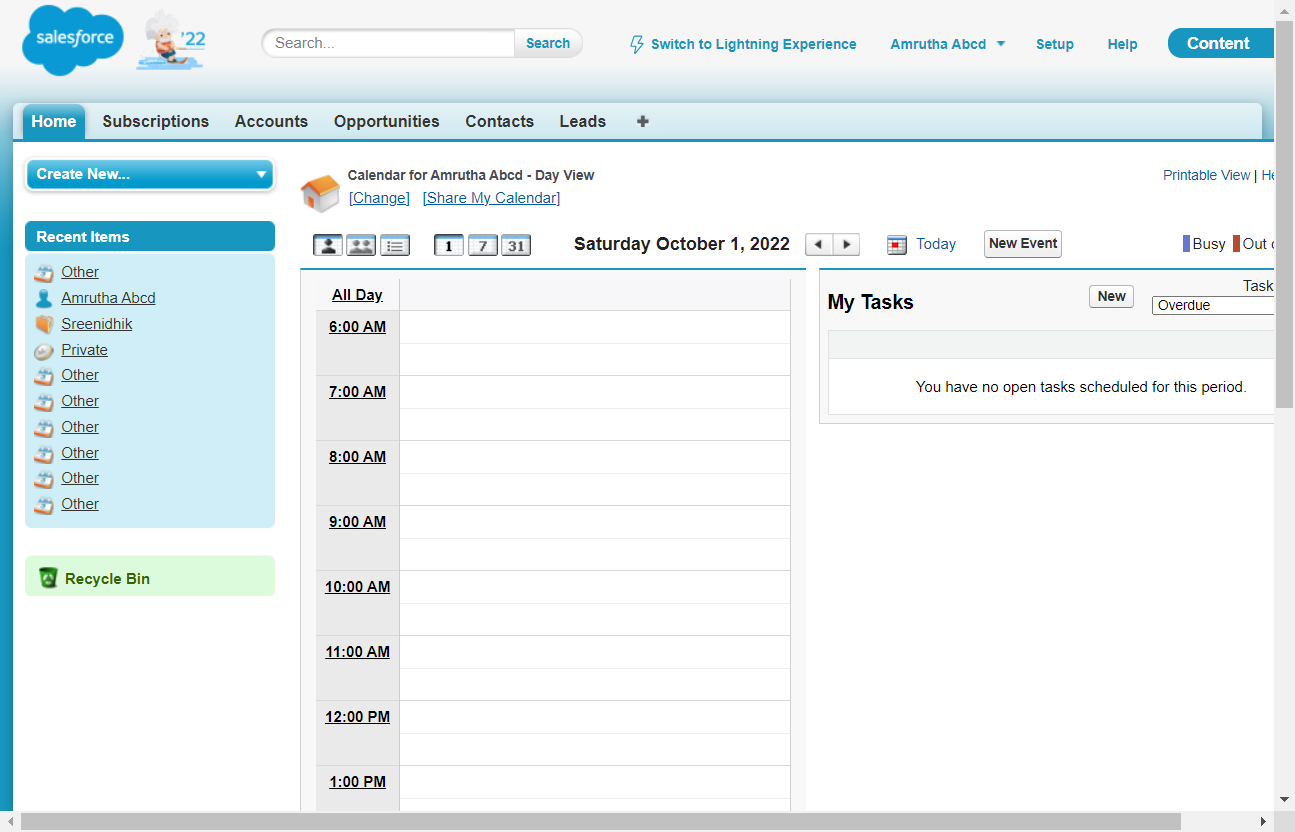 salesforce
'22
Search...
Search
Switch to Lightning Experience
Amrutha Abcd
Setup
Help
Content
Home
Subscriptions
Accounts
Opportunities
Contacts
Leads
+
Create New...
Recent Items
Other
Amrutha Abcd
Sreenidhik
Private
Other
Other
Other
Other
Other
Other
Recycle Bin
Calendar for Amrutha Abcd - Day View
[Change] [Share My Calendar]
Printable View | He
1
7
31
Saturday October 1, 2022
Today
New Event
Busy
Out o
All Day
6:00 AM
7:00 AM
8:00 AM
9:00 AM
10:00 AM
11:00 AM
12:00 PM
1:00 PM
My Tasks
New
Task
Overdue
You have no open tasks scheduled for this period.